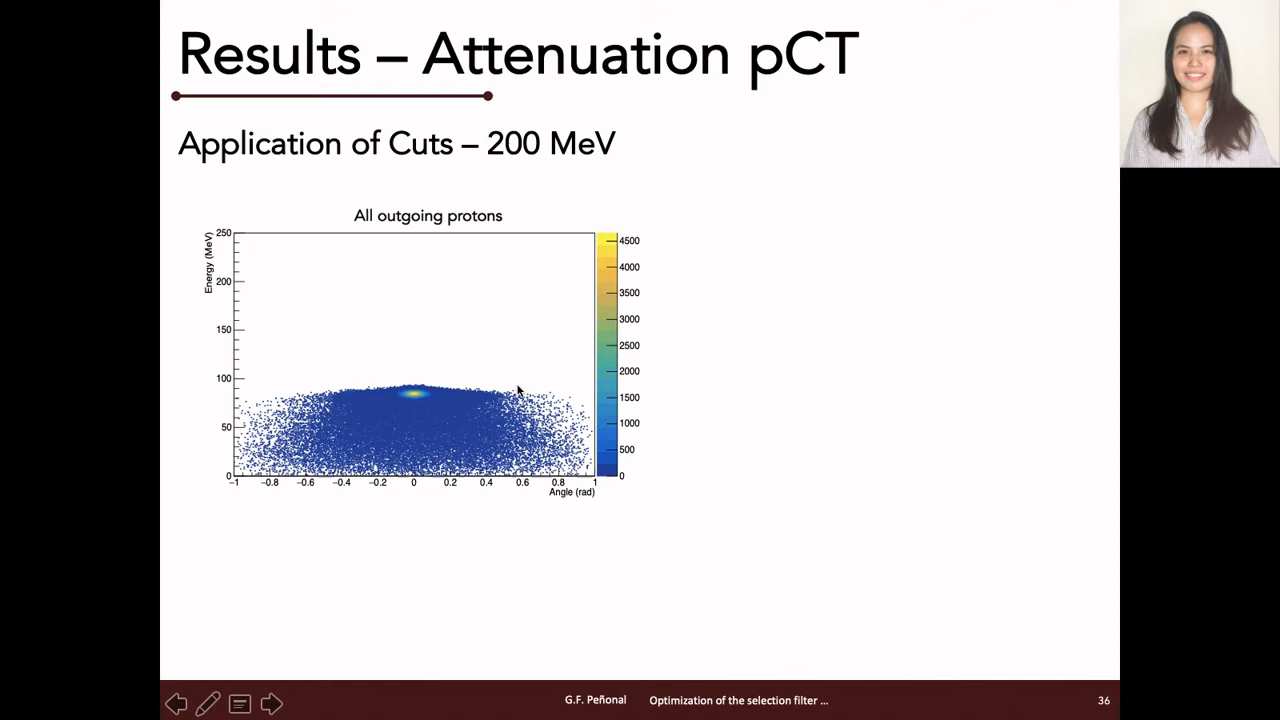 Results – Attenuation pCT
Application of Cuts – 200 MeV
All outgoing protons
Energy (MeV)
250
200
150
100
50
0
−1 −0.8 −0.6 −0.4 −0.2 0 0.2 0.4 0.6 0.8 1
Angle (rad)
4500
4000
3500
3000
2500
2000
1500
1000
500
0
G.F. Peñonal Optimization of the selection filter ... 36